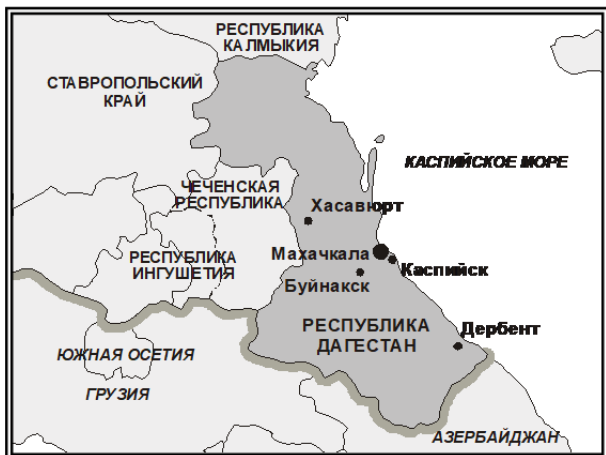 РЕСПУБЛИКА
КАЛМЫКИЯ
СТАВРОПОЛЬСКИЙ
КРАЙ
КАСПИЙСКОЕ МОРЕ
ЧЕЧЕНСКАЯ
РЕСПУБЛИКА
Хасавюрт
Махачкала
РЕСПУБЛИКА
ИНГУШЕТИЯ
Каспийск
Буйнакск
РЕСПУБЛИКА
ДАГЕСТАН
Дербент
ЮЖНАЯ ОСЕТИЯ
ГРУЗИЯ
АЗЕРБАЙДЖАН